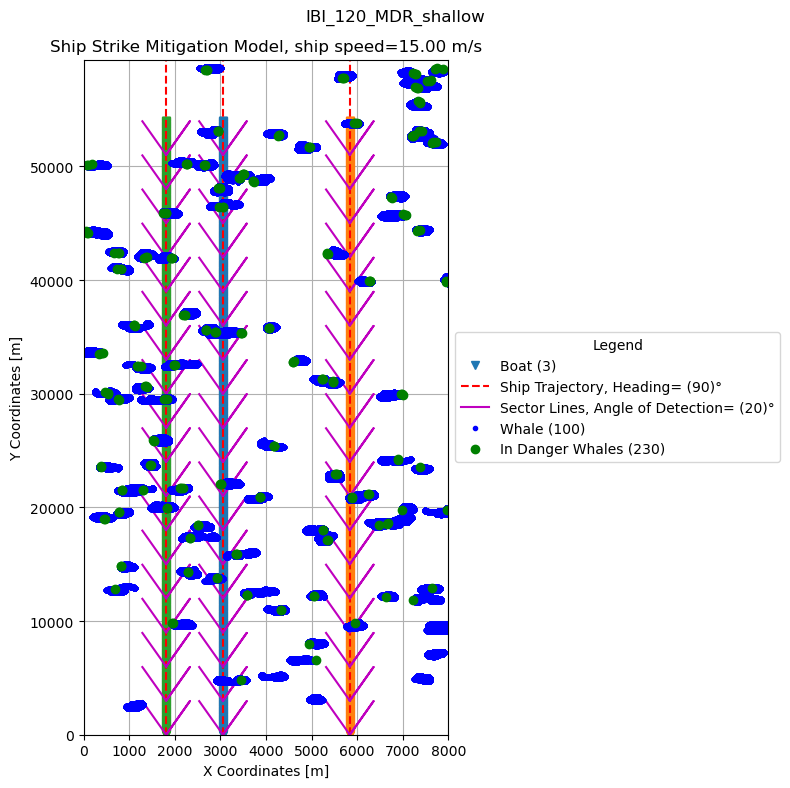 IBI_120_MDR_shallow
Ship Strike Mitigation Model, ship speed=15.00 m/s
50000
40000
30000
20000
10000
0
Y Coordinates [m]
0 1000 2000 3000 4000 5000 6000 7000 8000
X Coordinates [m]
Legend
Boat (3)
Ship Trajectory, Heading= (90)°
Sector Lines, Angle of Detection= (20)°
Whale (100)
In Danger Whales (230)